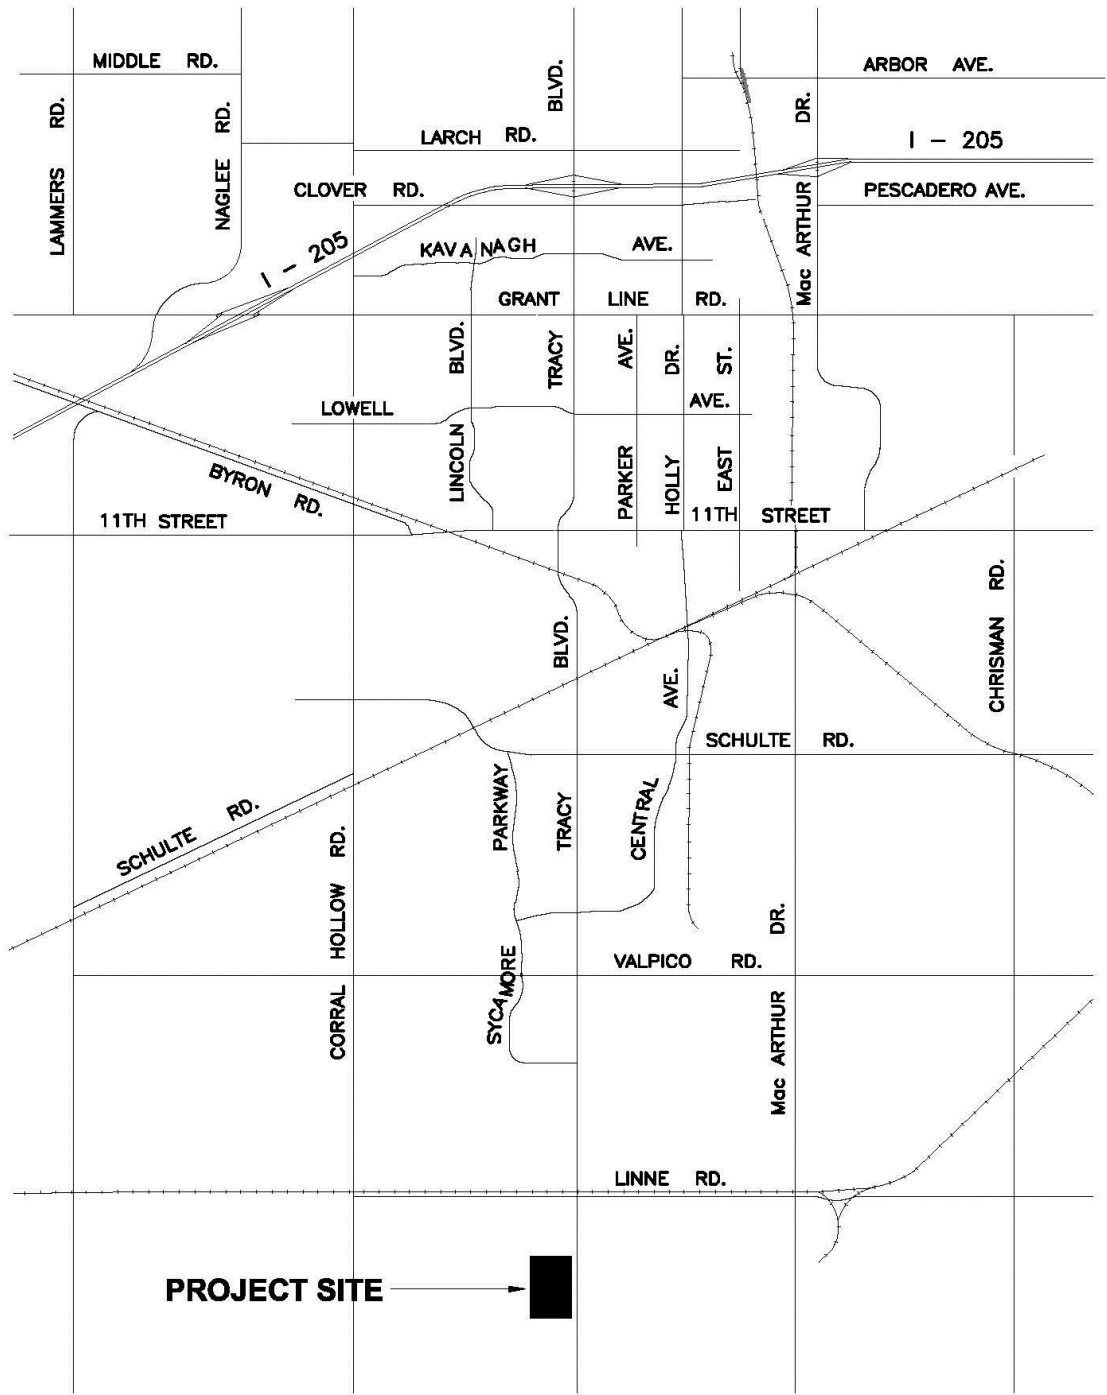 MIDDLE RD.
BLVD.
ARBOR AVE.
LAMMERS RD.
NAGLEE RD.
LARCH RD.
Mac ARTHUR DR.
I - 205
CLOVER RD.
PESCADERO AVE.
I - 205
KAVANAGH AVE.
GRANT LINE RD.
LINCOLN BLVD.
TRACY
PARKER AVE.
HOLLY DR.
EAST ST.
LOWELL AVE.
BYRON RD.
11TH STREET
11TH STREET
CHRISMAN RD.
TRACY BLVD.
CENTRAL AVE.
SCHULTE RD.
SCHULTE RD.
SYCAMORE PARKWAY
CORRAL HOLLOW RD.
VALPICO RD.
Mac ARTHUR DR.
LINNE RD.
PROJECT SITE